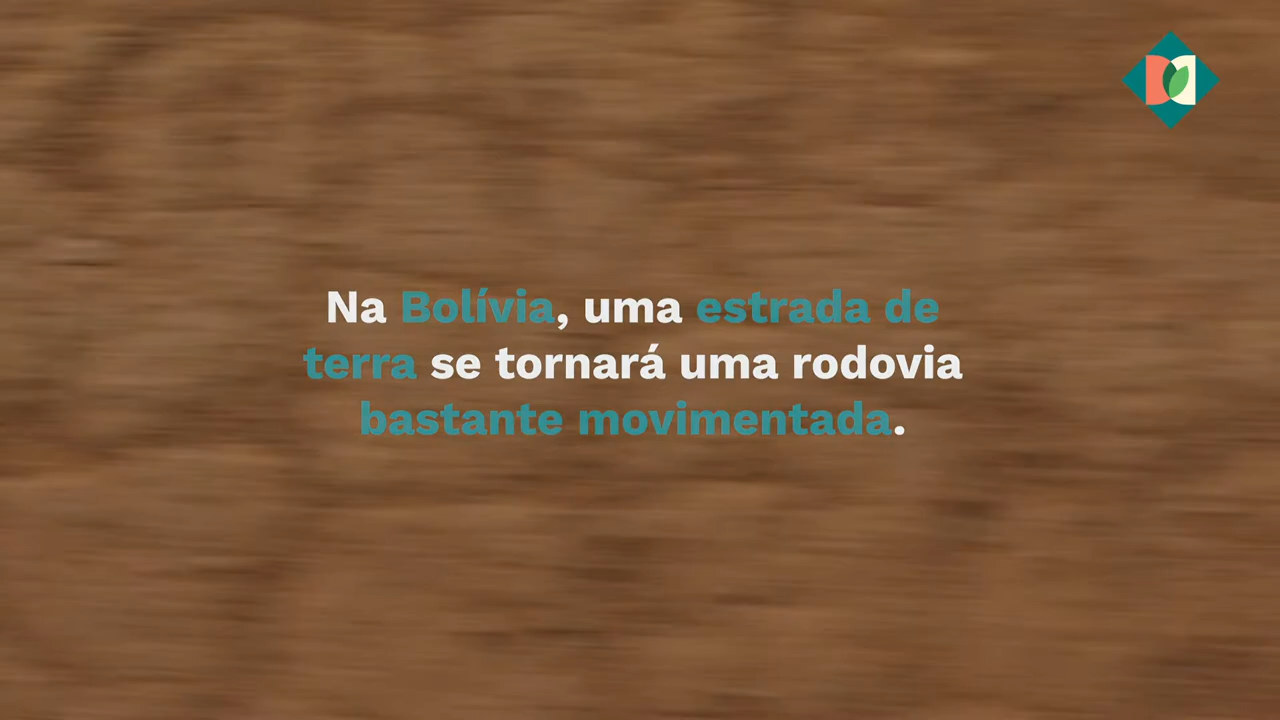 Na Bolívia, uma estrada de
terra se tornará uma rodovia
bastante movimentada.